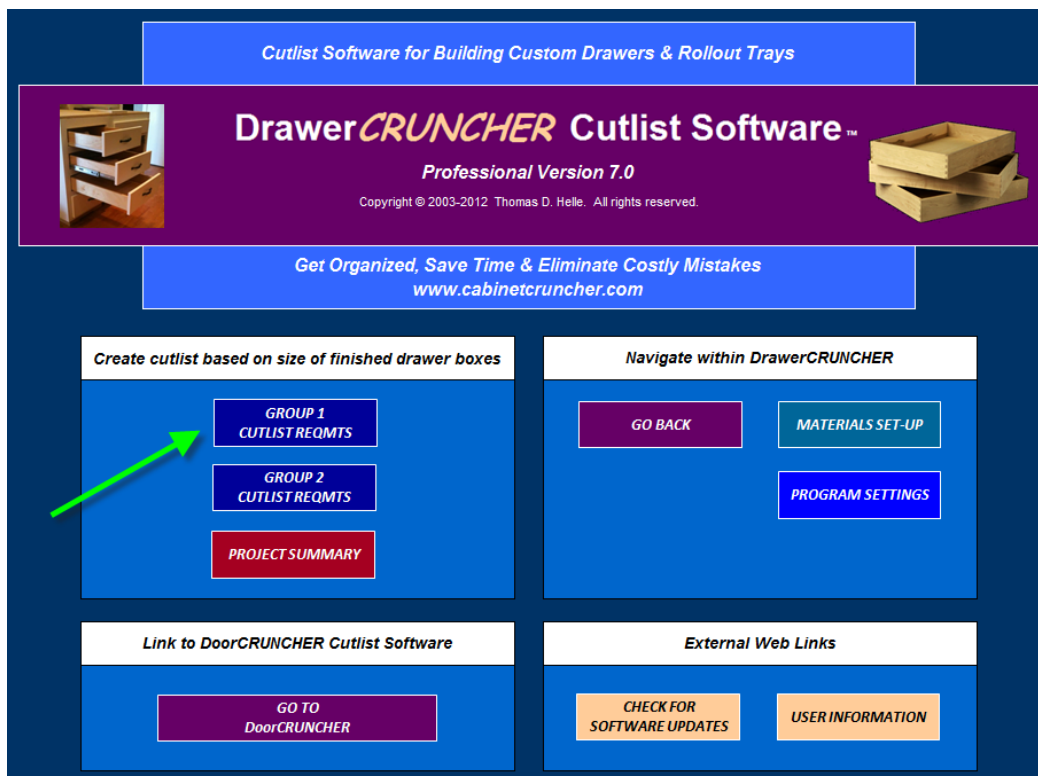 Cutlist Software for Building Custom Drawers & Rollout Trays
DrawerCRUNCHER Cutlist Software™
Professional Version 7.0
Copyright © 2003-2012 Thomas D. Helle. All rights reserved.
Get Organized, Save Time & Eliminate Costly Mistakes
www.cabinetcruncher.com
Create cutlist based on size of finished drawer boxes
GROUP 1
CUTLIST REQMTS
GROUP 2
CUTLIST REQMTS
PROJECT SUMMARY
Navigate within DrawerCRUNCHER
GO BACK
MATERIALS SET-UP
PROGRAM SETTINGS
Link to DoorCRUNCHER Cutlist Software
GO TO
DoorCRUNCHER
External Web Links
CHECK FOR
SOFTWARE UPDATES
USER INFORMATION